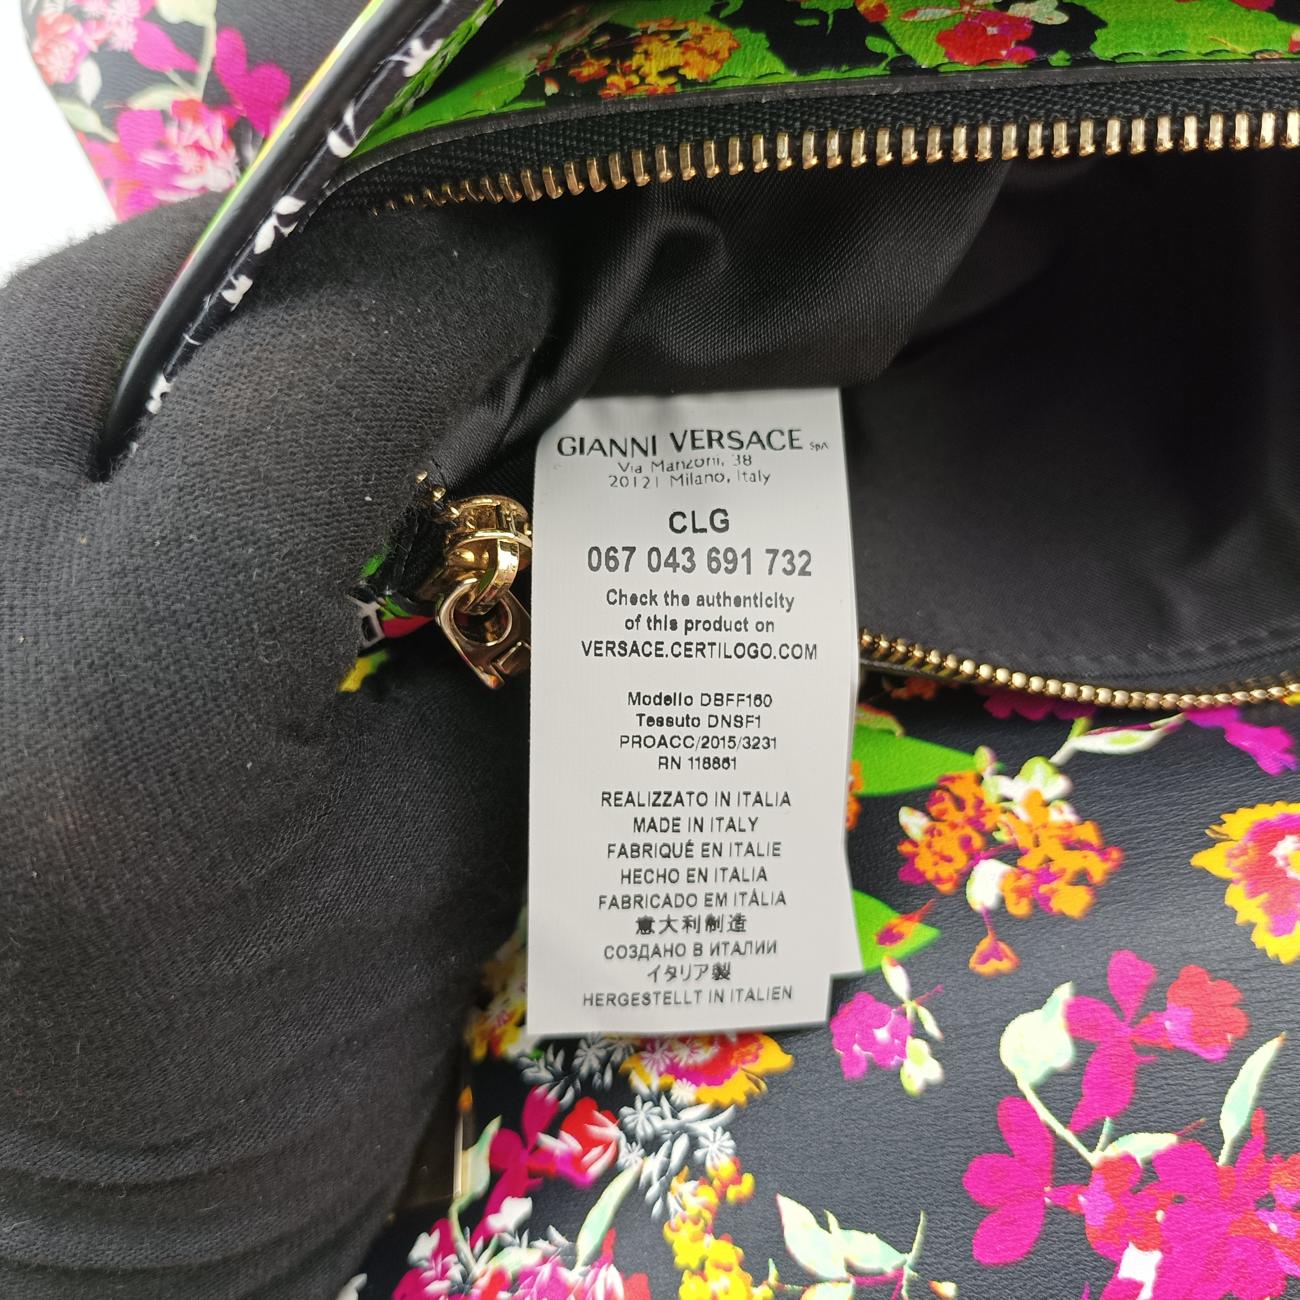 GIANNI VERSACE SpA
Via Manzoni, 38
20121 Milano, Italy
CLG
067 043 691 732
Check the authenticity
of this product on
VERSACE.CERTILOGO.COM
Modello DBFF160
Tessuto DNSF1
PROACC/2015/3231
RN 118861
REALIZZATO IN ITALIA
MADE IN ITALY
FABRIQUÉ EN ITALIE
HECHO EN ITALIA
FABRICADO EM ITÁLIA
意大利制造
СОЗДАНО В ИТАЛИИ
イタリア製
HERGESTELLT IN ITALIEN